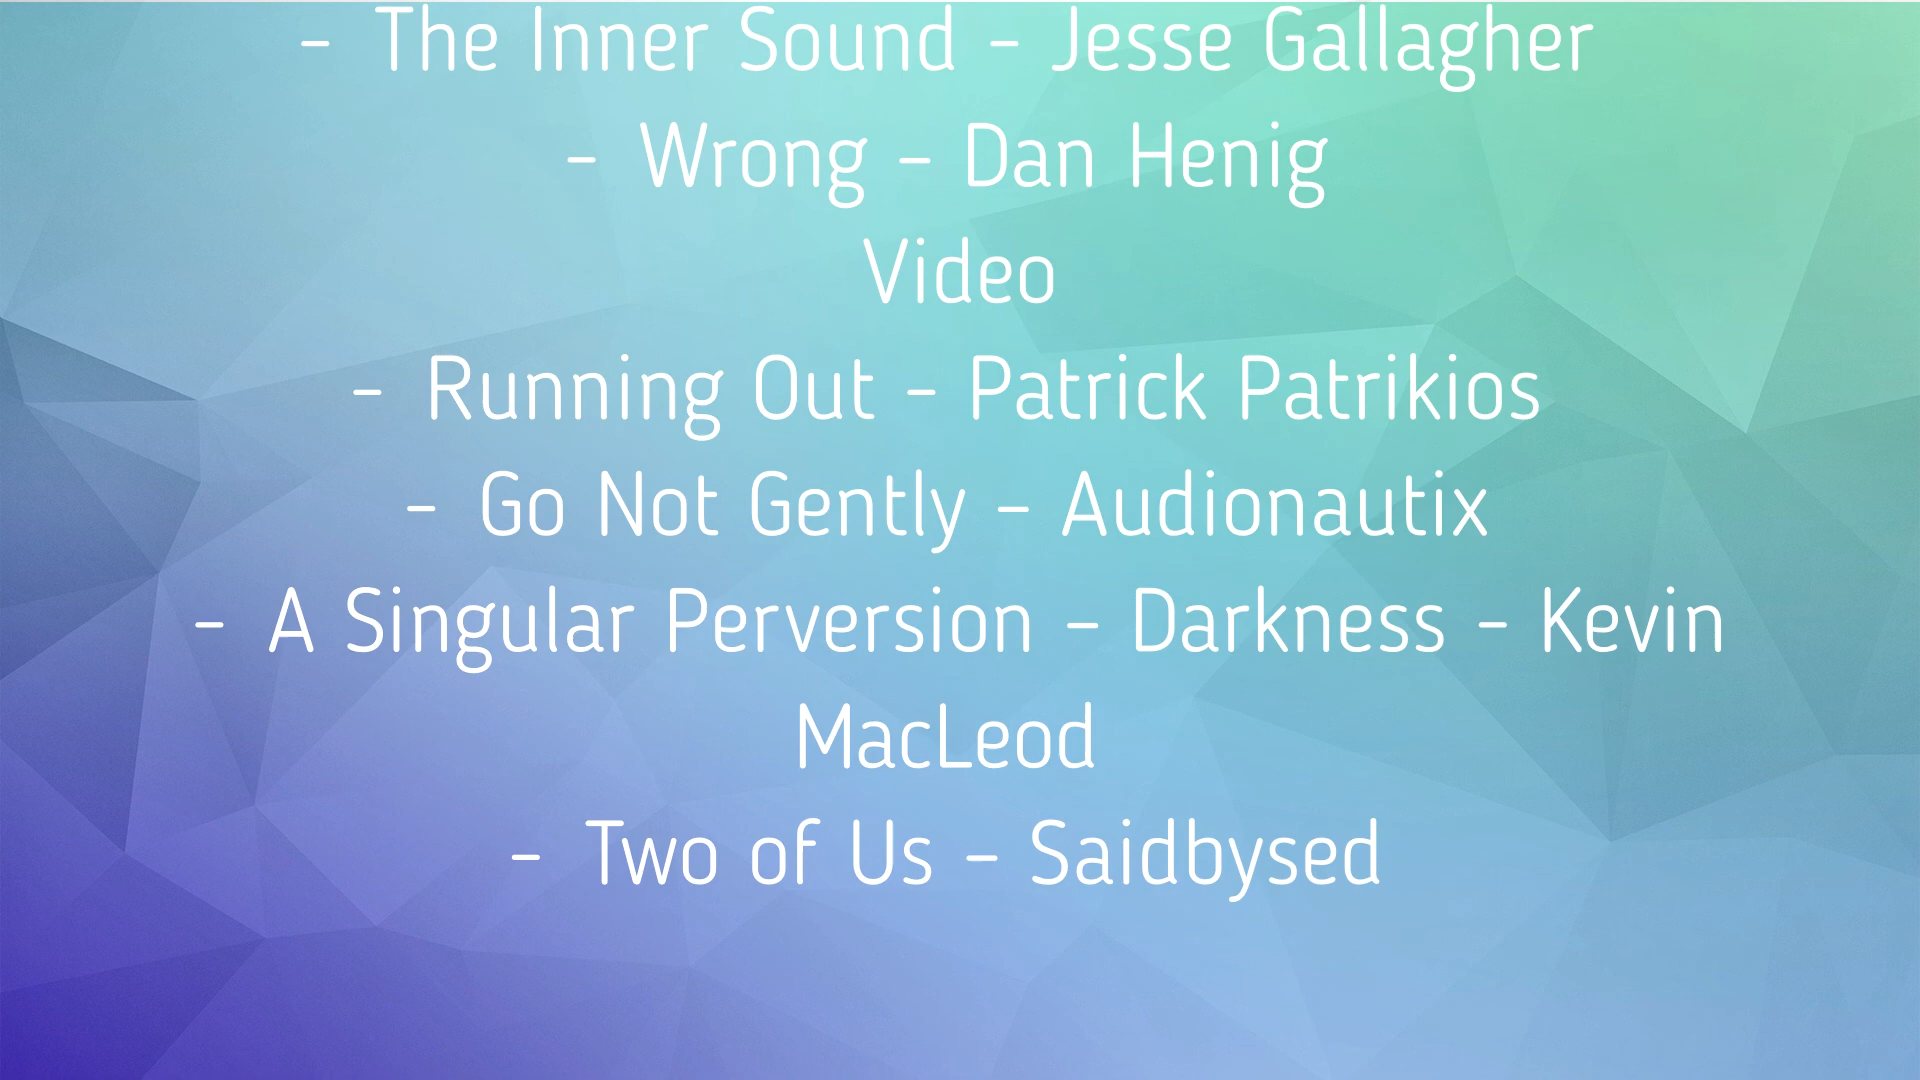 - The Inner Sound - Jesse Gallagher
- Wrong - Dan Henig
Video
- Running Out - Patrick Patrikios
- Go Not Gently - Audionautix
- A Singular Perversion - Darkness - Kevin
MacLeod
- Two of Us - Saidbysed